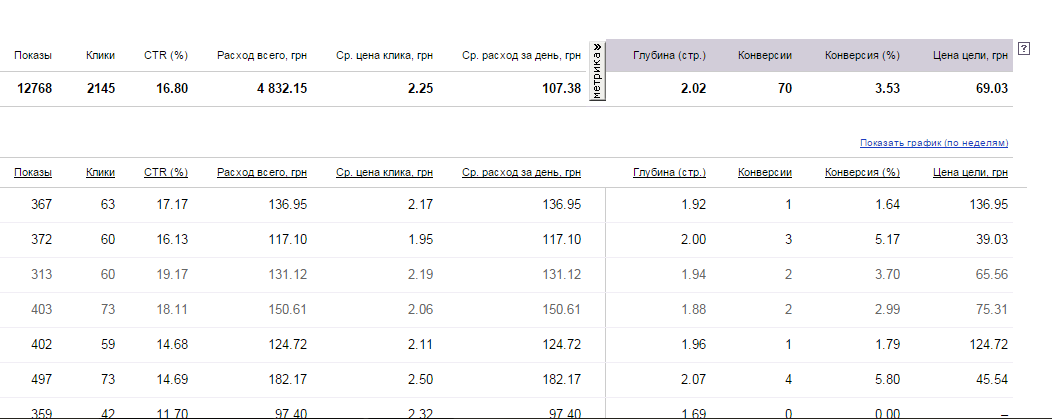 Показы Клики CTR (%) Расход всего, грн Ср. цена клика, грн Ср. расход за день, грн метрика» Глубина (стр.) Конверсии Конверсия (%) Цена цели, грн ?
12768 2145 16.80 4 832.15 2.25 107.38 2.02 70 3.53 69.03
Показать график (по неделям)
Показы Клики CTR (%) Расход всего, грн Ср. цена клика, грн Ср. расход за день, грн Глубина (стр.) Конверсии Конверсия (%) Цена цели, грн
367 63 17.17 136.95 2.17 136.95 1.92 1 1.64 136.95
372 60 16.13 117.10 1.95 117.10 2.00 3 5.17 39.03
313 60 19.17 131.12 2.19 131.12 1.94 2 3.70 65.56
403 73 18.11 150.61 2.06 150.61 1.88 2 2.99 75.31
402 59 14.68 124.72 2.11 124.72 1.96 1 1.79 124.72
497 73 14.69 182.17 2.50 182.17 2.07 4 5.80 45.54
359 42 11.70 97.40 2.32 97.40 1.69 0 0.00 –